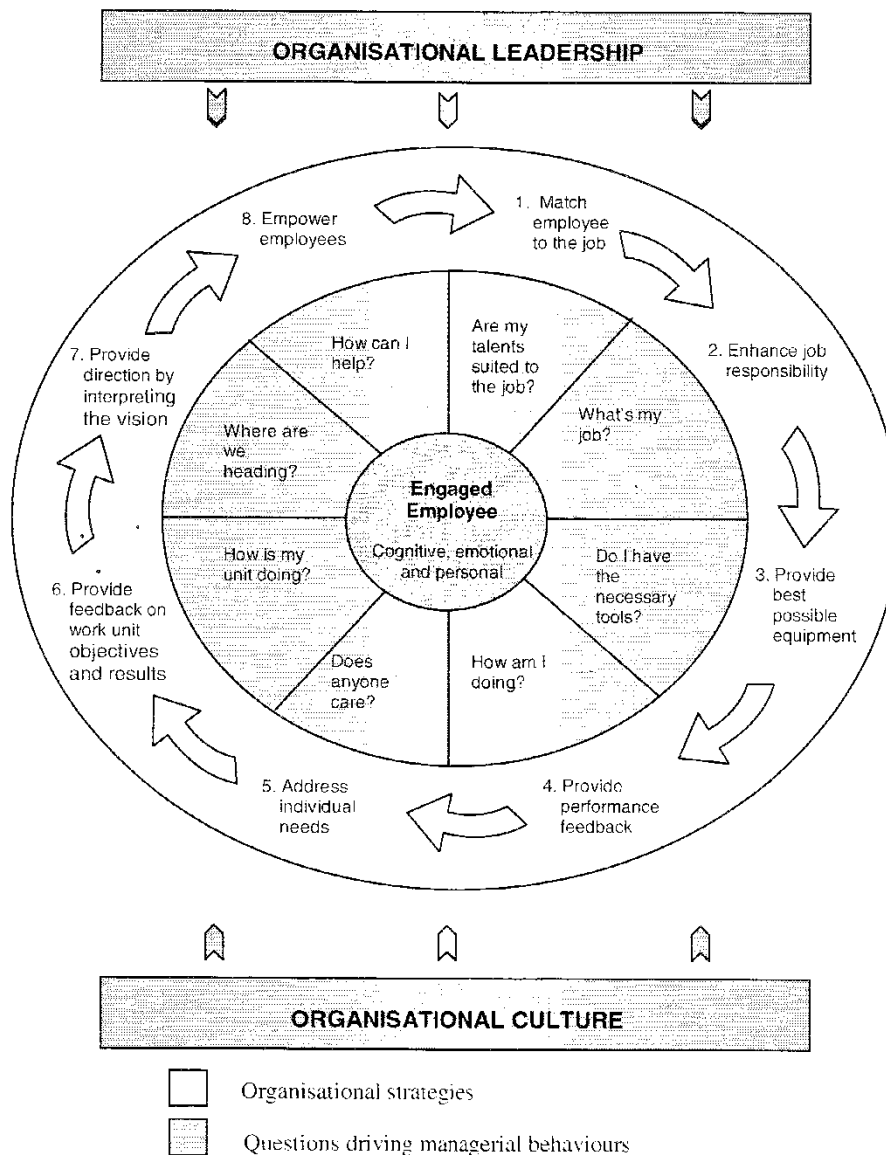 ORGANISATIONAL LEADERSHIP
8. Empower
employees
1. Match
employee
to the job
2. Enhance job
responsibility
3. Provide
best
possible
equipment
4. Provide
performance
feedback
5. Address
individual
needs
6. Provide
feedback on
work unit
objectives
and results
7. Provide
direction by
interpreting
the vision
How can I
help?
Are my
talents
suited to
the job?
What's my
job?
Do I have
the
necessary
tools?
How am I
doing?
Does
anyone
care?
How is my
unit doing?
Where are
we
heading?
Engaged
Employee
Cognitive, emotional
and personal
ORGANISATIONAL CULTURE
Organisational strategies
Questions driving managerial behaviours